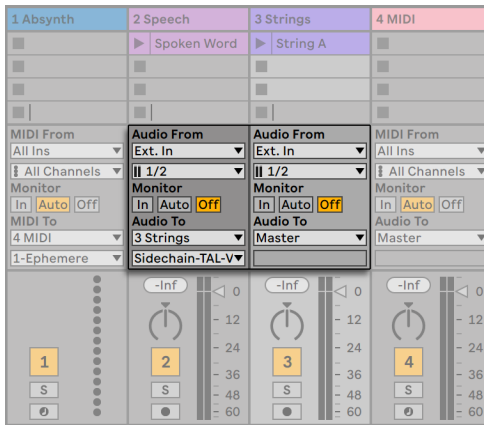 1 Absynth 2 Speech 3 Strings 4 MIDI
Spoken Word String A
MIDI From Audio From Audio From MIDI From
All Ins Ext. In Ext. In All Ins
All Channels 1/2 1/2 All Channels
Monitor Monitor Monitor Monitor
In Auto Off In Auto Off In Auto Off In Auto Off
MIDI To Audio To Audio To Audio To
4 MIDI 3 Strings Master Master
1-Ephemere Sidechain-TAL-V
-Inf -Inf -Inf
0 0 0
12 12 12
24 24 24
1 2 3 4
36 36 36
S S S S
48 48 48
60 60 60